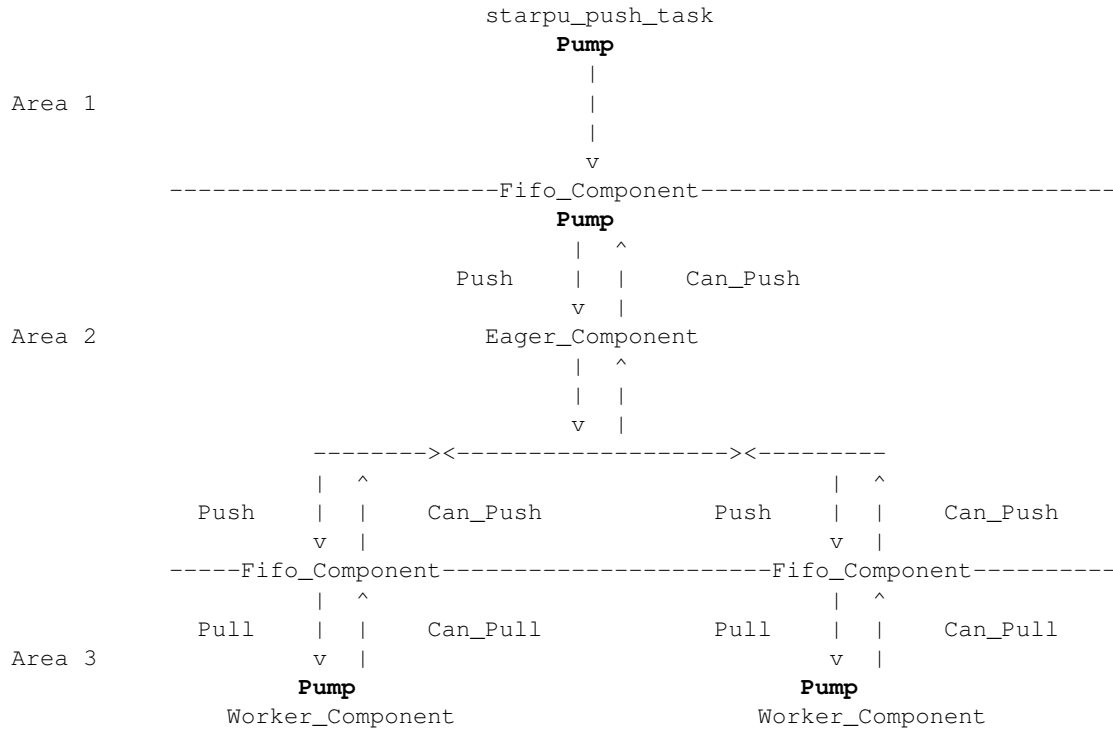 starpu_push_task
Pump
|
Area 1 |
|
v
-----------------------Fifo_Component-----------------------------
Pump
| ^
Push | | Can_Push
v |
Area 2 Eager_Component
| ^
| |
v |
--------><-------------------><---------
| ^ | ^
Push | | Can_Push Push | | Can_Push
v | v |
-----Fifo_Component-----------------------Fifo_Component----------
| ^ | ^
Pull | | Can_Pull Pull | | Can_Pull
Area 3 v | v |
Pump Pump
Worker_Component Worker_Component